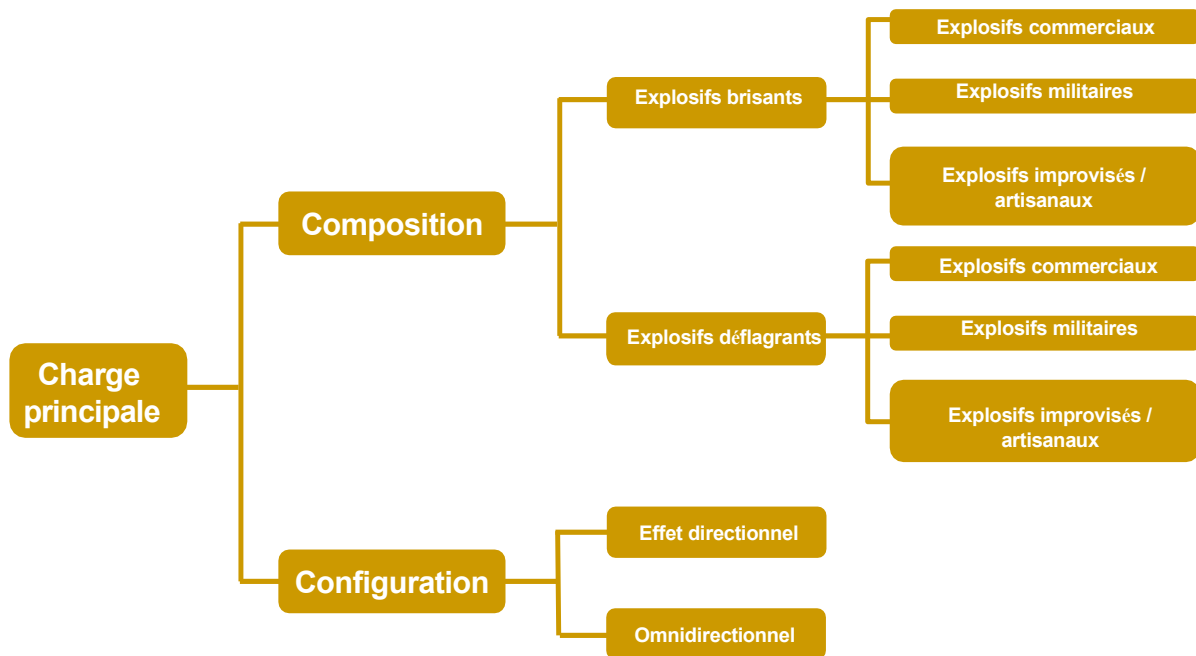 Charge
principale
Composition
Explosifs brisants
Explosifs commerciaux
Explosifs militaires
Explosifs improvisés /
artisanaux
Explosifs déflagrants
Explosifs commerciaux
Explosifs militaires
Explosifs improvisés /
artisanaux
Configuration
Effet directionnel
Omnidirectionnel